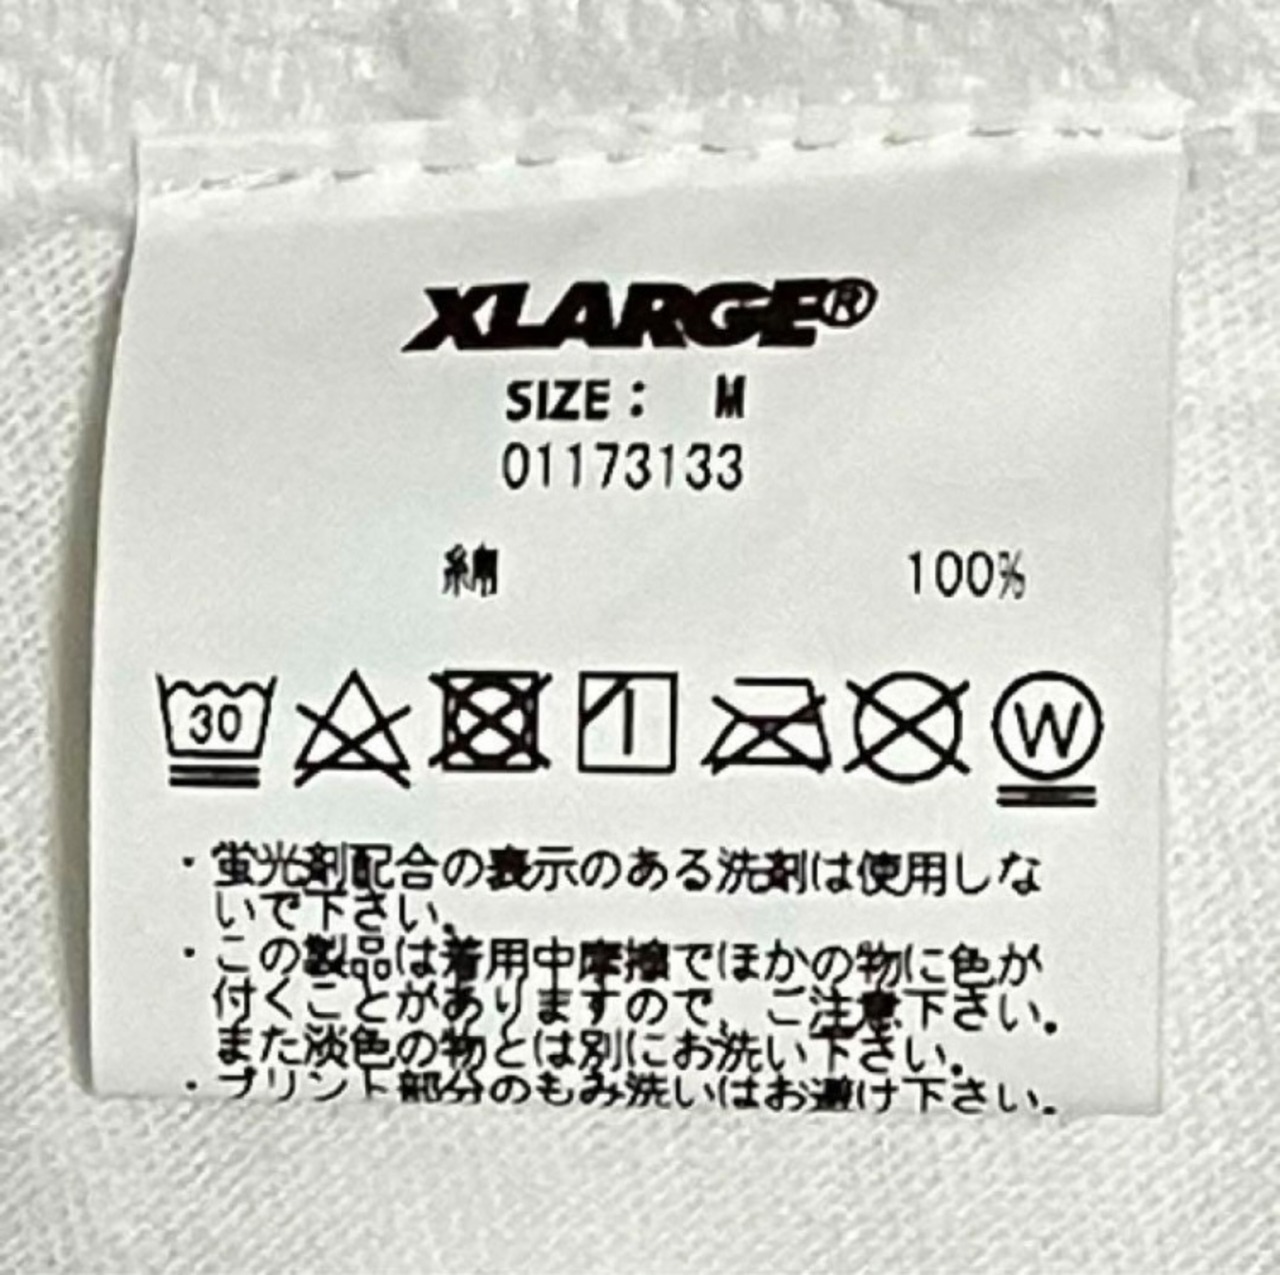 XLARGE®
SIZE: M
01173133
綿 100%
30
W
・蛍光剤配合の表示のある洗剤は使用しな
いで下さい。
・この製品は着用中摩擦でほかの物に色が
付くことがありますので、ご注意下さい。
また淡色の物とは別にお洗い下さい。
・プリント部分のもみ洗いはお避け下さい。